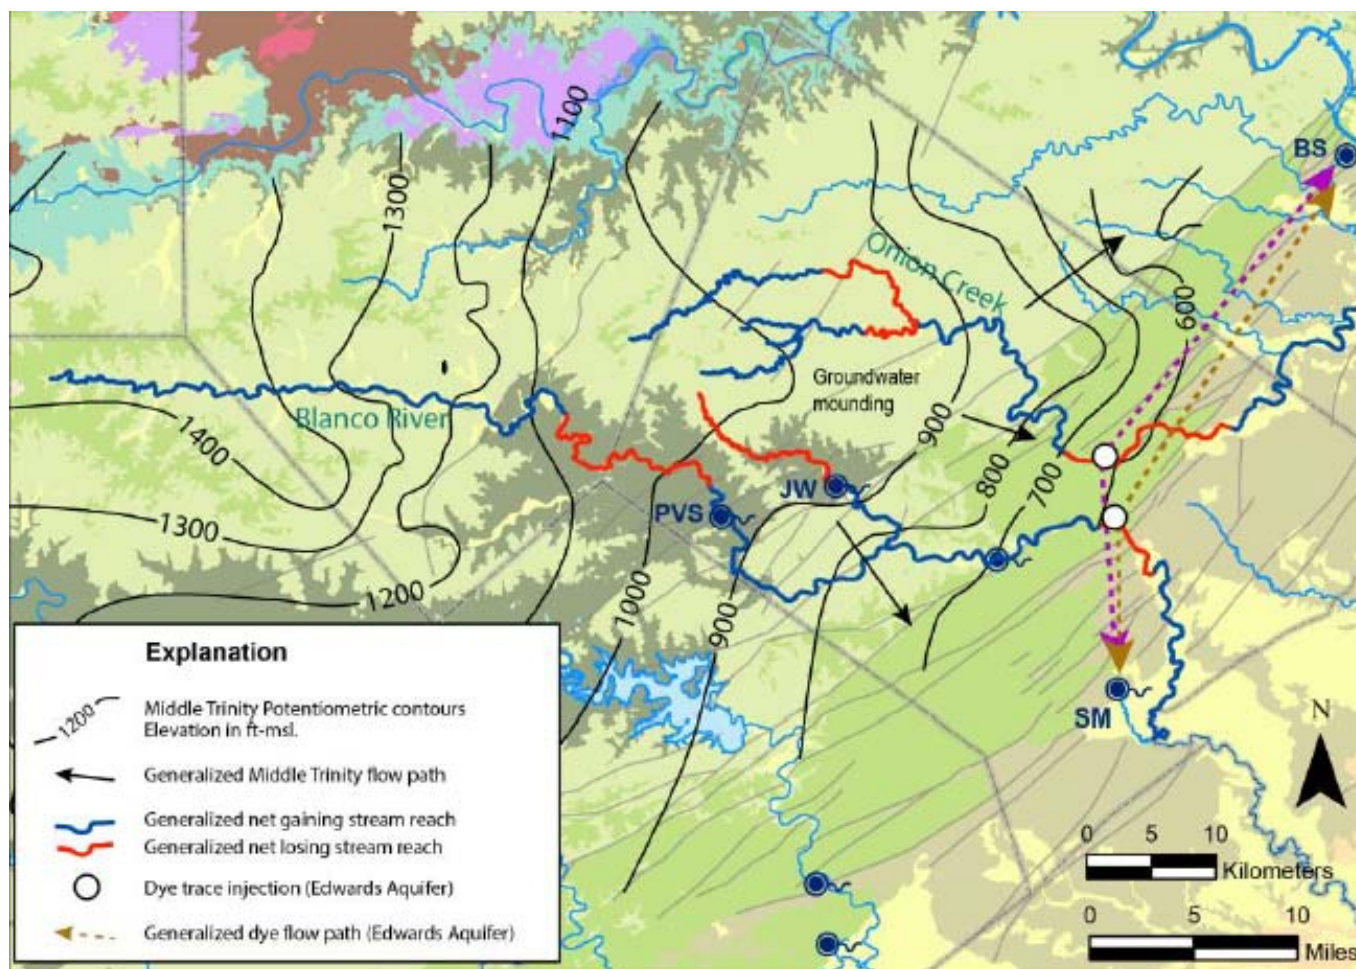 1100
BS
1300
Onion Creek
600
Groundwater
mounding
Blanco River
900
1400
800
700
JW
PVS
1300
1200
1000
900
SM
N
Explanation
1200
Middle Trinity Potentiometric contours
Elevation in ft-msl.
Generalized Middle Trinity flow path
Generalized net gaining stream reach
Generalized net losing stream reach
Dye trace injection (Edwards Aquifer)
Generalized dye flow path (Edwards Aquifer)
0 5 10
Kilometers
0 5 10
Miles